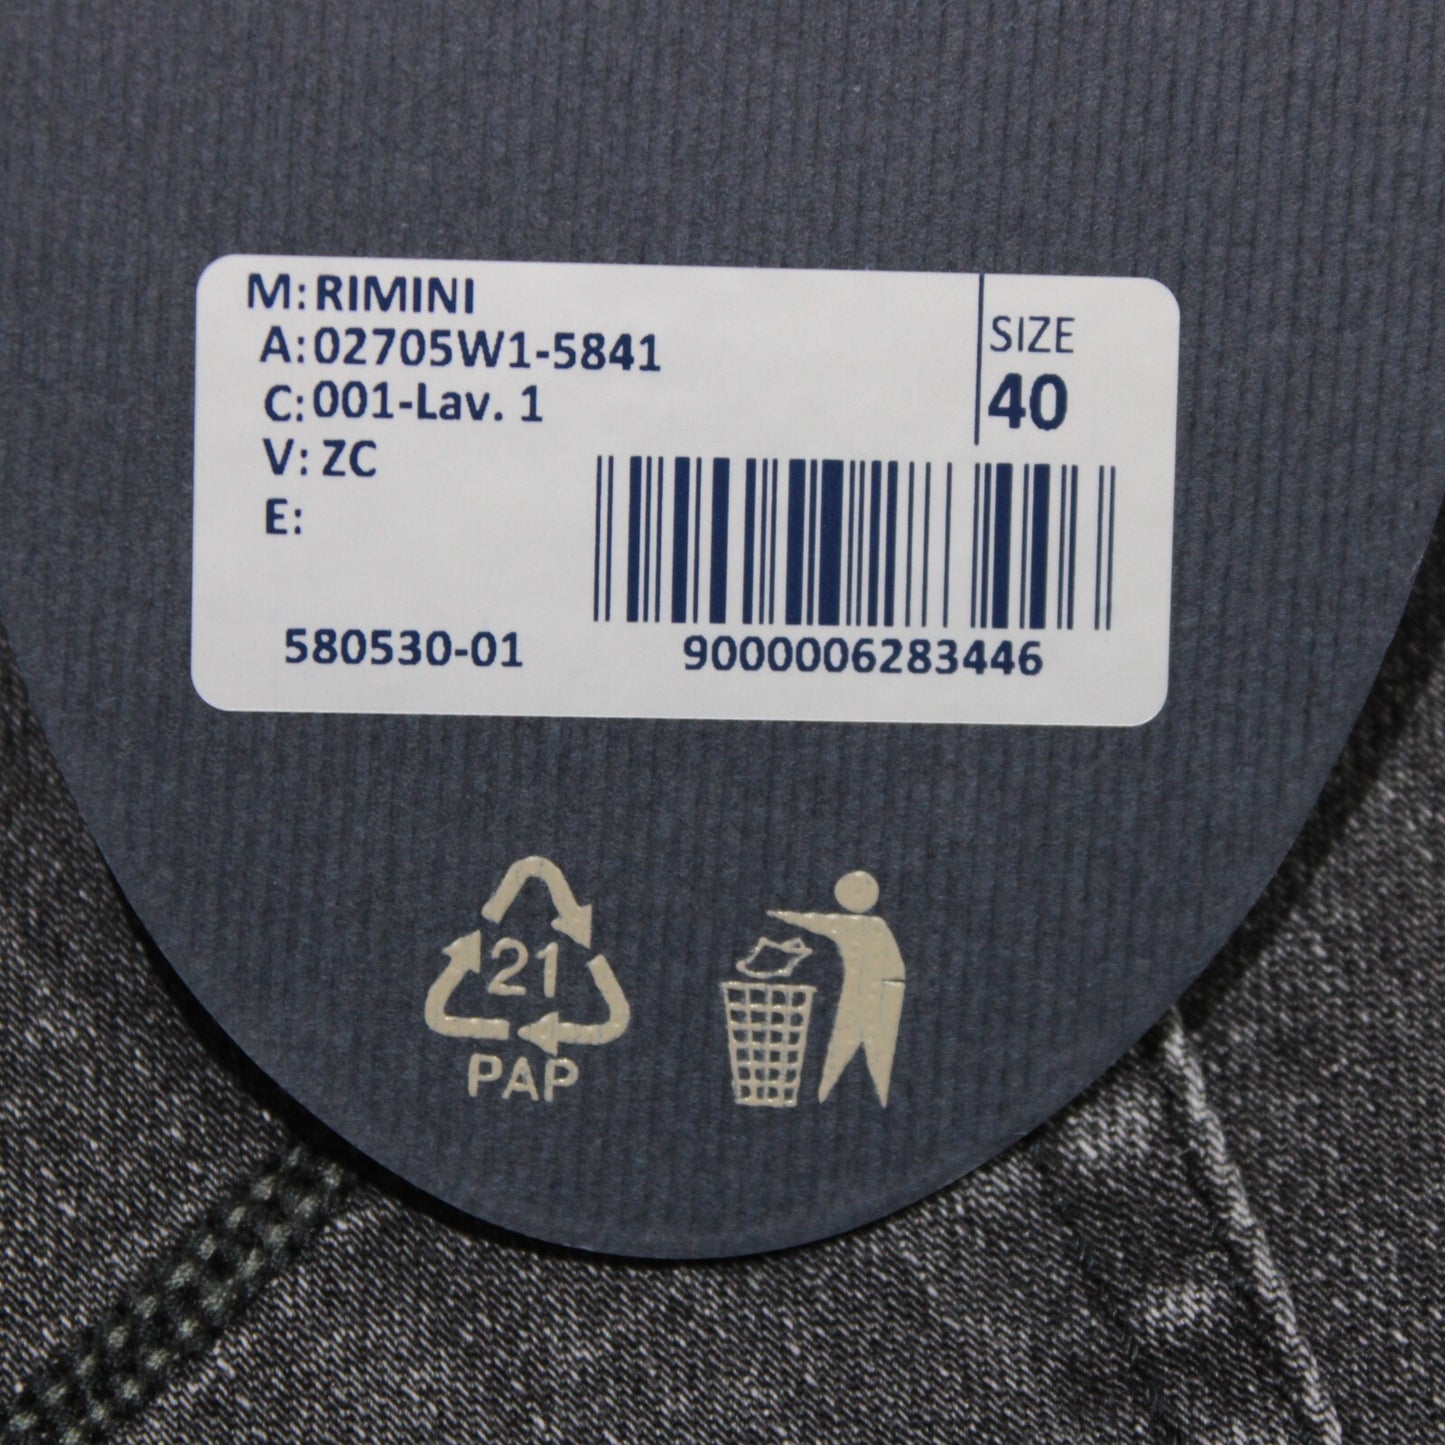 M: RIMINI
A: 02705W1-5841
C: 001-Lav. 1
V: ZC
E:
SIZE
40
580530-01
9000006283446
21
PAP